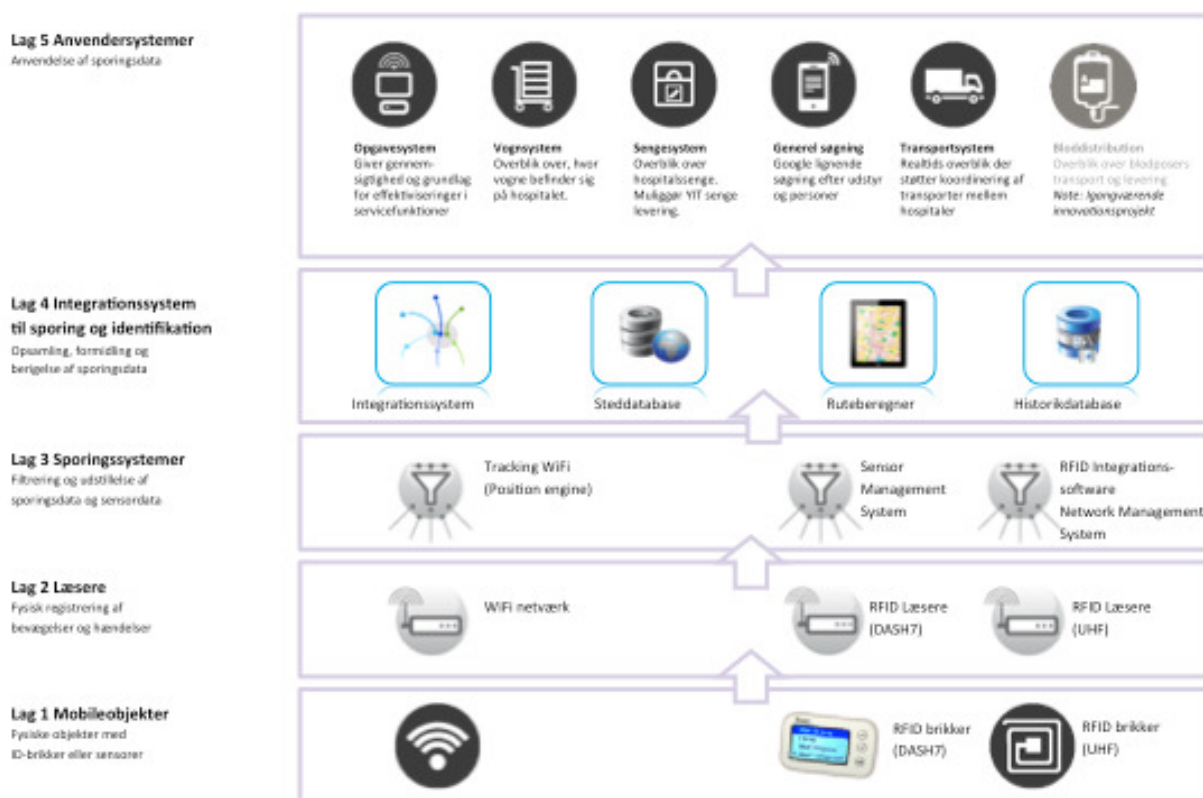 Lag 5 Anvendersystemer
Anvendelse af sporingsdata
Opgavesystem
Giver gennem-
sigtighed og grundlag
for effektiviseringer i
servicefunktioner
Vognsystem
Overblik over, hvor
vogne befinder sig
på hospitalet.
Sengesystem
Overblik over
hospitalssenge.
Muliggør YIT senge
levering.
Generel søgning
Google lignende
søgning efter udstyr
og personer
Transportsystem
Realtids overblik der
støtter koordinering af
transporter mellem
hospitaler
Bloddistribution
Overblik over blodposers
transport og levering
Note: Igangværende
innovationsprojekt
Lag 4 Integrationssystem
til sporing og identifikation
Opsamling, formidling og
berigelse af sporingsdata
Integrationssystem
Steddatabase
Ruteberegner
Historikdatabase
Lag 3 Sporingssystemer
Filtrering og udstillelse af
sporingsdata og sensordata
Tracking WiFi
(Position engine)
Sensor
Management
System
RFID Integrations-
software
Network Management
System
Lag 2 Læsere
Fysisk registrering af
bevægelser og hændelser
WiFi netværk
RFID Læsere
(DASH7)
RFID Læsere
(UHF)
Lag 1 Mobileobjekter
Fysiske objekter med
ID-brikker eller sensorer
RFID brikker
(DASH7)
RFID brikker
(UHF)